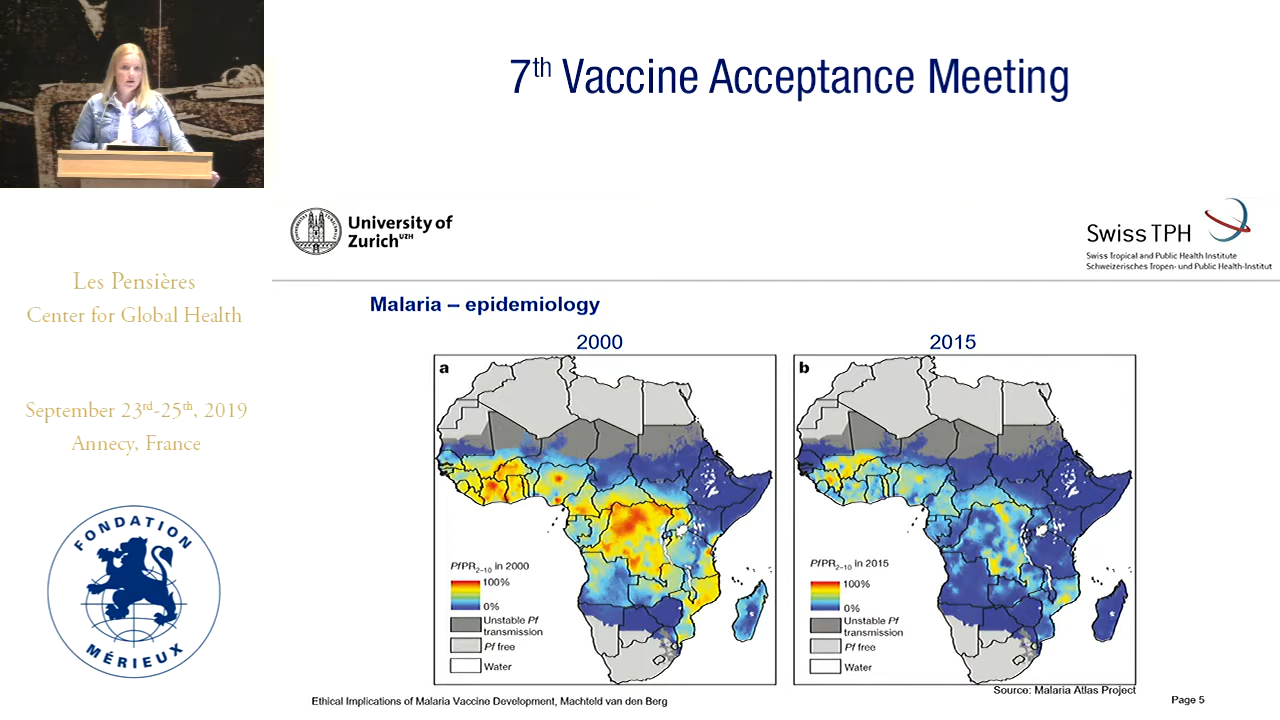 7th Vaccine Acceptance Meeting
Les Pensières
Center for Global Health
September 23rd-25th, 2019
Annecy, France
FONDATION
MÉRIEUX
University of
Zurich UZH
Swiss TPH
Swiss Tropical and Public Health Institute
Schweizerisches Tropen- und Public Health-Institut
Malaria – epidemiology
2000
a
PfPR2–10 in 2000
100%
0%
Unstable Pf
transmission
Pf free
Water
2015
b
PfPR2–10 in 2015
100%
0%
Unstable Pf
transmission
Pf free
Water
Source: Malaria Atlas Project
Ethical Implications of Malaria Vaccine Development, Machteld van den Berg
Page 5